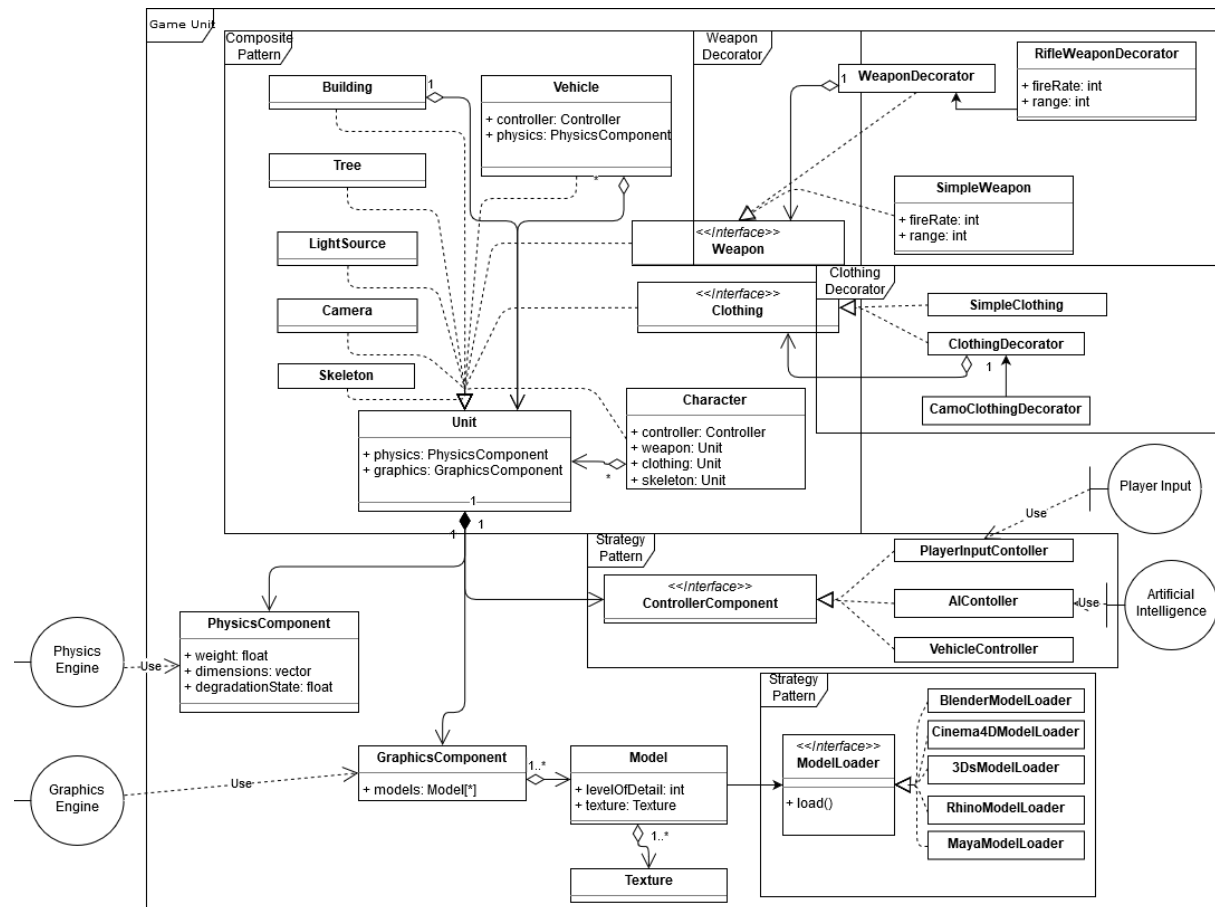 Game Unit
Composite
Pattern
Weapon
Decorator
Building
1
Vehicle
+ controller: Controller
+ physics: PhysicsComponent
*
1
WeaponDecorator
RifleWeaponDecorator
+ fireRate: int
+ range: int
Tree
SimpleWeapon
+ fireRate: int
+ range: int
LightSource
<<Interface>>
Weapon
Clothing
Decorator
Camera
<<Interface>>
Clothing
SimpleClothing
ClothingDecorator
1
Skeleton
CamoClothingDecorator
Unit
+ physics: PhysicsComponent
+ graphics: GraphicsComponent
1
Character
+ controller: Controller
+ weapon: Unit
+ clothing: Unit
+ skeleton: Unit
*
1
1
Player Input
Use
Strategy
Pattern
PlayerInputContoller
<<Interface>>
ControllerComponent
AIContoller
Use
Artificial
Intelligence
VehicleController
Physics
Engine
Use
PhysicsComponent
+ weight: float
+ dimensions: vector
+ degradationState: float
Strategy
Pattern
BlenderModelLoader
Cinema4DModelLoader
3DsModelLoader
RhinoModelLoader
MayaModelLoader
<<Interface>>
ModelLoader
+ load()
Graphics
Engine
Use
GraphicsComponent
+ models: Model[*]
1..*
Model
+ levelOfDetail: int
+ texture: Texture
1..*
Texture